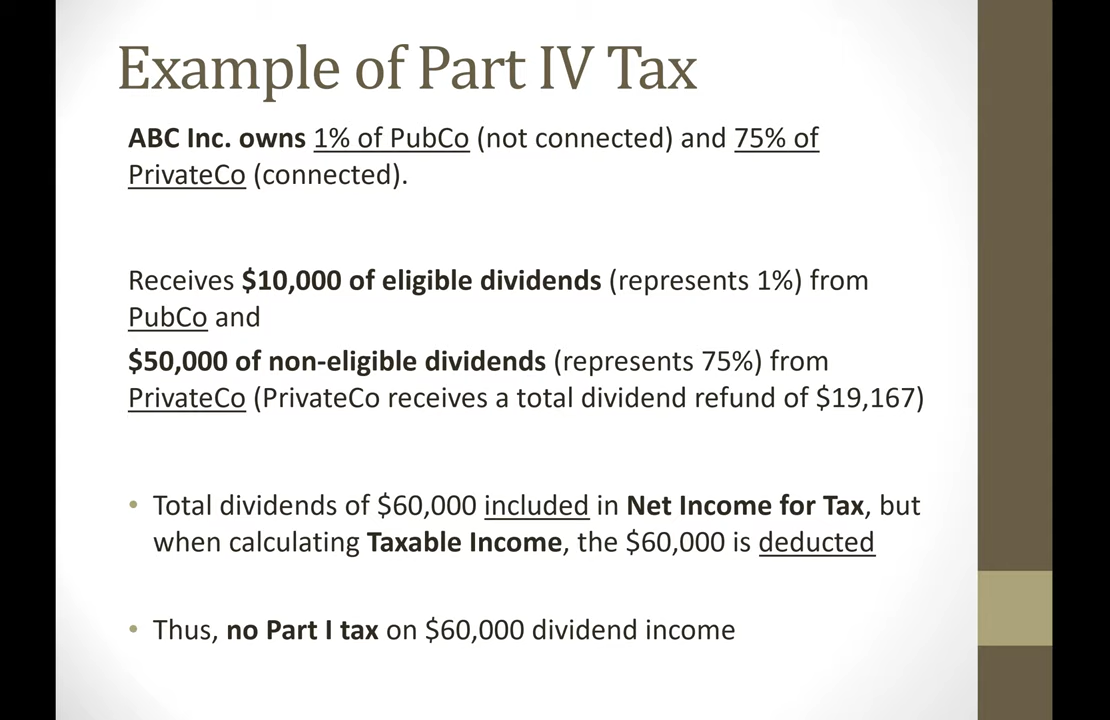 Example of Part IV Tax
ABC Inc. owns 1% of PubCo (not connected) and 75% of
PrivateCo (connected).
Receives $10,000 of eligible dividends (represents 1%) from
PubCo and
$50,000 of non-eligible dividends (represents 75%) from
PrivateCo (PrivateCo receives a total dividend refund of $19,167)
• Total dividends of $60,000 included in Net Income for Tax, but
when calculating Taxable Income, the $60,000 is deducted
• Thus, no Part I tax on $60,000 dividend income